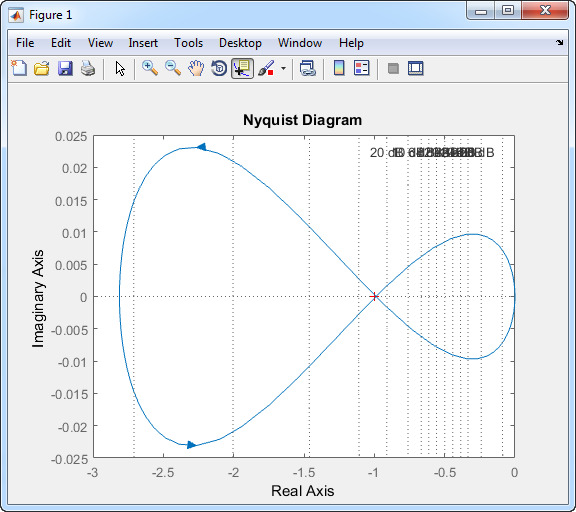 Figure 1
File Edit View Insert Tools Desktop Window Help
Nyquist Diagram
0.025
0.02
0.015
0.01
0.005
0
-0.005
-0.01
-0.015
-0.02
-0.025
Imaginary Axis
20 dB
-3 -2.5 -2 -1.5 -1 -0.5 0
Real Axis